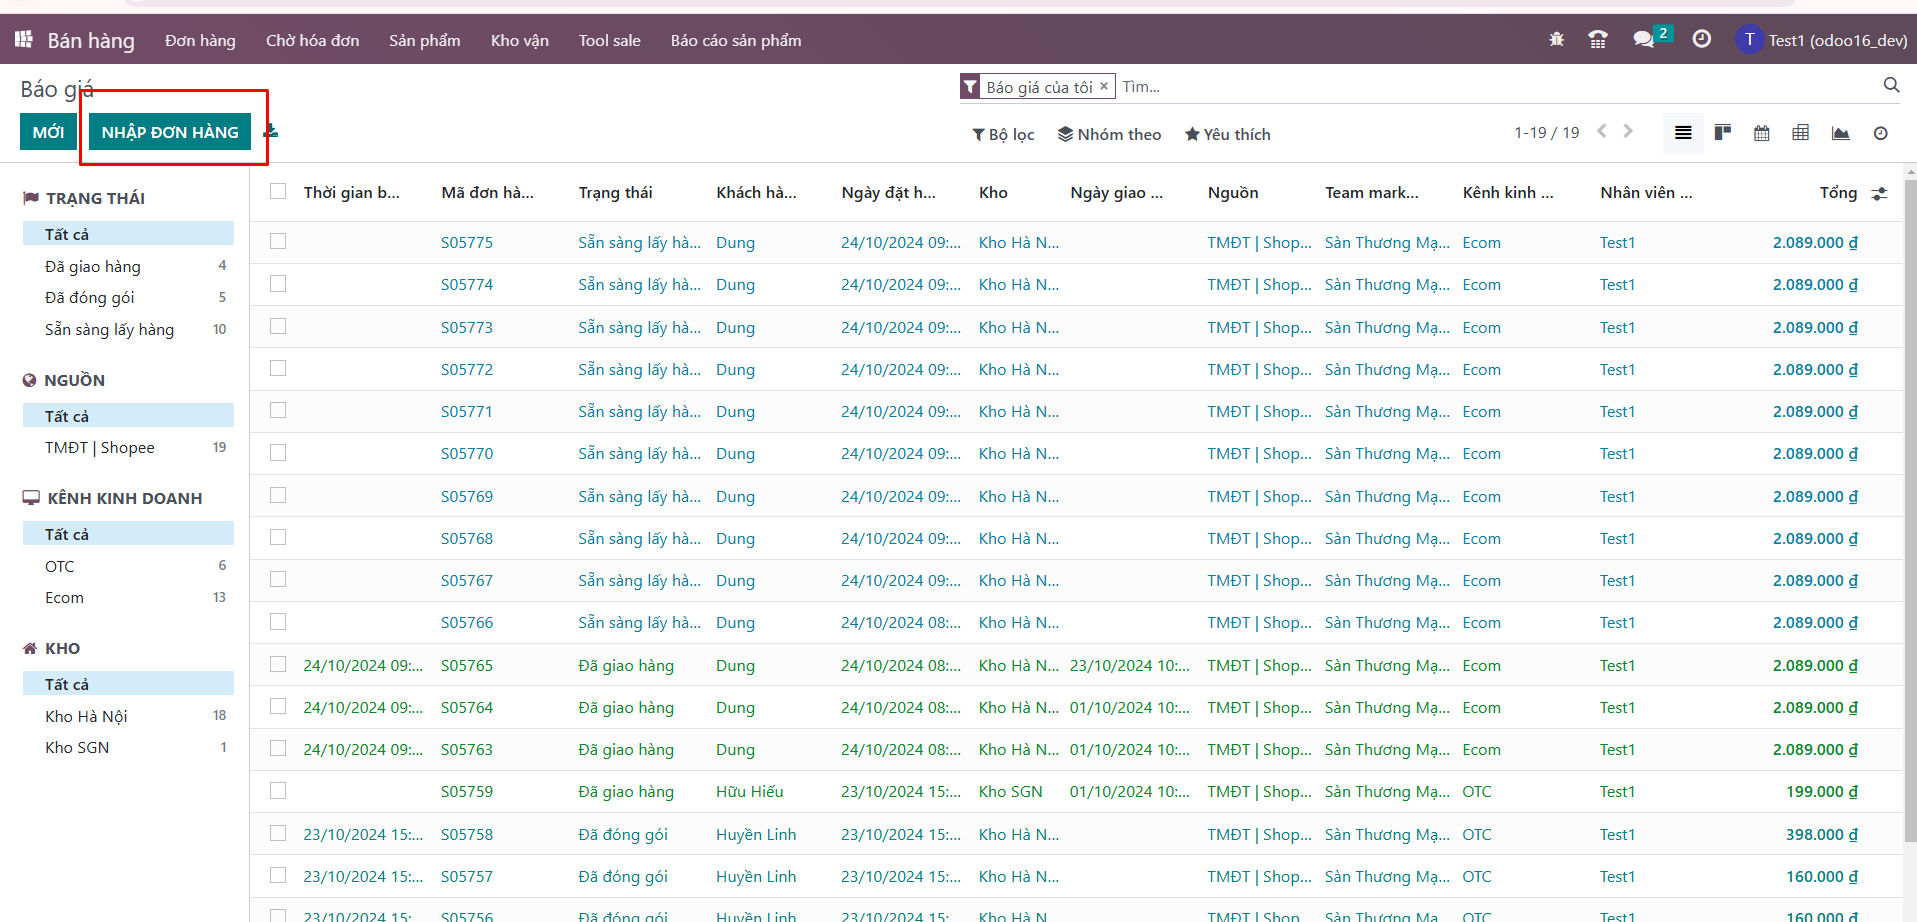 Bán hàng Đơn hàng Chờ hóa đơn Sản phẩm Kho vận Tool sale Báo cáo sản phẩm 2 T Test1 (odoo16_dev)
Báo giá
Báo giá của tôi × Tìm...
MỚI NHẬP ĐƠN HÀNG
Bộ lọc Nhóm theo Yêu thích 1-19 / 19
TRẠNG THÁI
Tất cả
Đã giao hàng 4
Đã đóng gói 5
Sẵn sàng lấy hàng 10
NGUỒN
Tất cả
TMĐT | Shopee 19
KÊNH KINH DOANH
Tất cả
OTC 6
Ecom 13
KHO
Tất cả
Kho Hà Nội 18
Kho SGN 1
Thời gian b... Mã đơn hà... Trạng thái Khách hà... Ngày đặt h... Kho Ngày giao ... Nguồn Team mark... Kênh kinh ... Nhân viên ... Tổng
S05775 Sẵn sàng lấy hà... Dung 24/10/2024 09:... Kho Hà N... TMĐT | Shop... Sàn Thương Mạ... Ecom Test1 2.089.000 ₫
S05774 Sẵn sàng lấy hà... Dung 24/10/2024 09:... Kho Hà N... TMĐT | Shop... Sàn Thương Mạ... Ecom Test1 2.089.000 ₫
S05773 Sẵn sàng lấy hà... Dung 24/10/2024 09:... Kho Hà N... TMĐT | Shop... Sàn Thương Mạ... Ecom Test1 2.089.000 ₫
S05772 Sẵn sàng lấy hà... Dung 24/10/2024 09:... Kho Hà N... TMĐT | Shop... Sàn Thương Mạ... Ecom Test1 2.089.000 ₫
S05771 Sẵn sàng lấy hà... Dung 24/10/2024 09:... Kho Hà N... TMĐT | Shop... Sàn Thương Mạ... Ecom Test1 2.089.000 ₫
S05770 Sẵn sàng lấy hà... Dung 24/10/2024 09:... Kho Hà N... TMĐT | Shop... Sàn Thương Mạ... Ecom Test1 2.089.000 ₫
S05769 Sẵn sàng lấy hà... Dung 24/10/2024 09:... Kho Hà N... TMĐT | Shop... Sàn Thương Mạ... Ecom Test1 2.089.000 ₫
S05768 Sẵn sàng lấy hà... Dung 24/10/2024 09:... Kho Hà N... TMĐT | Shop... Sàn Thương Mạ... Ecom Test1 2.089.000 ₫
S05767 Sẵn sàng lấy hà... Dung 24/10/2024 09:... Kho Hà N... TMĐT | Shop... Sàn Thương Mạ... Ecom Test1 2.089.000 ₫
S05766 Sẵn sàng lấy hà... Dung 24/10/2024 08:... Kho Hà N... TMĐT | Shop... Sàn Thương Mạ... Ecom Test1 2.089.000 ₫
24/10/2024 09:... S05765 Đã giao hàng Dung 24/10/2024 08:... Kho Hà N... 23/10/2024 10:... TMĐT | Shop... Sàn Thương Mạ... Ecom Test1 2.089.000 ₫
24/10/2024 09:... S05764 Đã giao hàng Dung 24/10/2024 08:... Kho Hà N... 01/10/2024 10:... TMĐT | Shop... Sàn Thương Mạ... Ecom Test1 2.089.000 ₫
24/10/2024 09:... S05763 Đã giao hàng Dung 24/10/2024 08:... Kho Hà N... 01/10/2024 10:... TMĐT | Shop... Sàn Thương Mạ... Ecom Test1 2.089.000 ₫
S05759 Đã giao hàng Hữu Hiếu 23/10/2024 15:... Kho SGN 01/10/2024 10:... TMĐT | Shop... Sàn Thương Mạ... OTC Test1 199.000 ₫
23/10/2024 15:... S05758 Đã đóng gói Huyền Linh 23/10/2024 15:... Kho Hà N... TMĐT | Shop... Sàn Thương Mạ... OTC Test1 398.000 ₫
23/10/2024 15:... S05757 Đã đóng gói Huyền Linh 23/10/2024 15:... Kho Hà N... TMĐT | Shop... Sàn Thương Mạ... OTC Test1 160.000 ₫
23/10/2024 15: S05756 Đã đóng gói Huyền Linh 23/10/2024 15: Kho Hà N TMĐT | Shop Sàn Thương Mạ OTC Test1 160.000 ₫